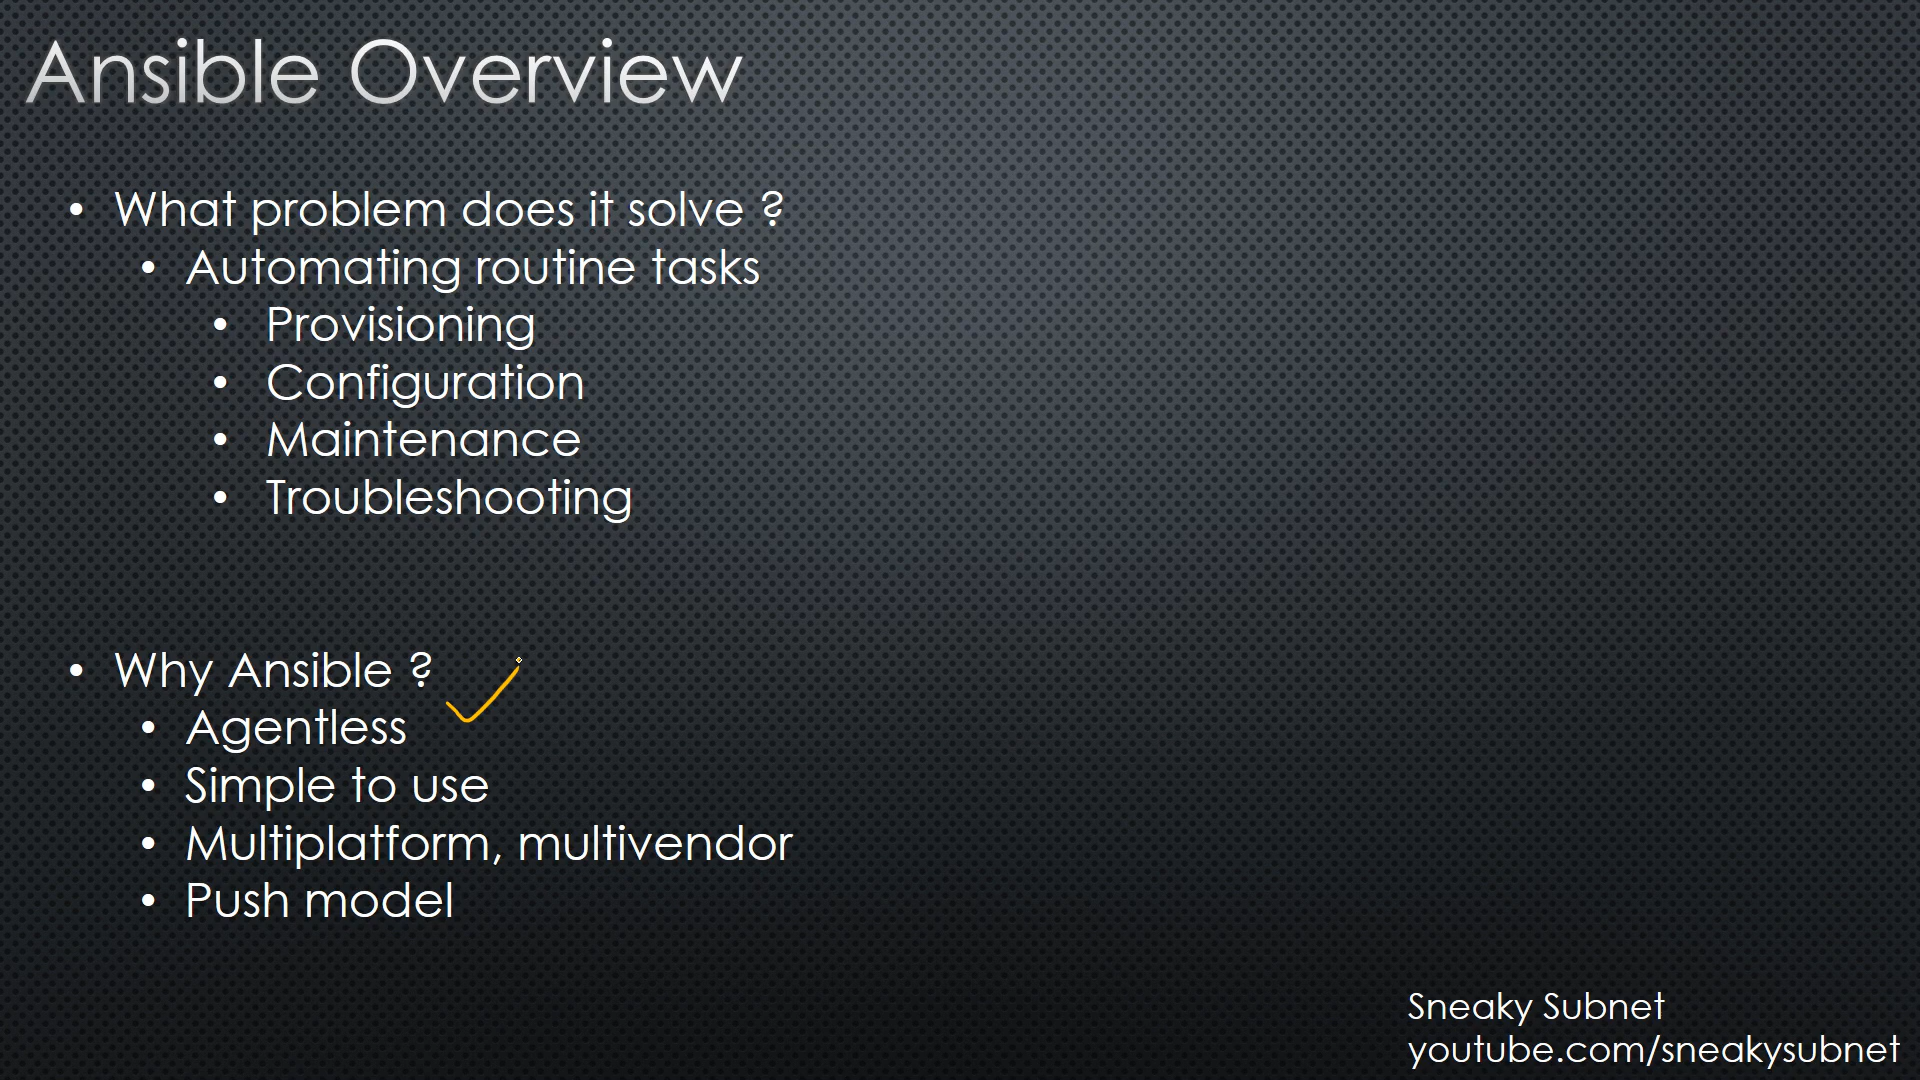 Ansible Overview
• What problem does it solve ?
• Automating routine tasks
• Provisioning
• Configuration
• Maintenance
• Troubleshooting
• Why Ansible ?
• Agentless
• Simple to use
• Multiplatform, multivendor
• Push model
Sneaky Subnet
youtube.com/sneakysubnet